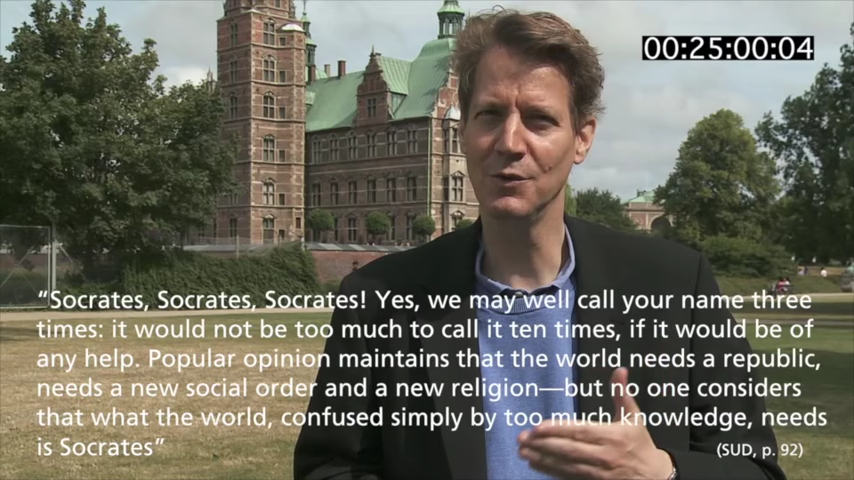 00:25:00:04
“Socrates, Socrates, Socrates! Yes, we may well call your name three
times: it would not be too much to call it ten times, if it would be of
any help. Popular opinion maintains that the world needs a republic,
needs a new social order and a new religion—but no one considers
that what the world, confused simply by too much knowledge, needs
is Socrates”
(SUD, p. 92)